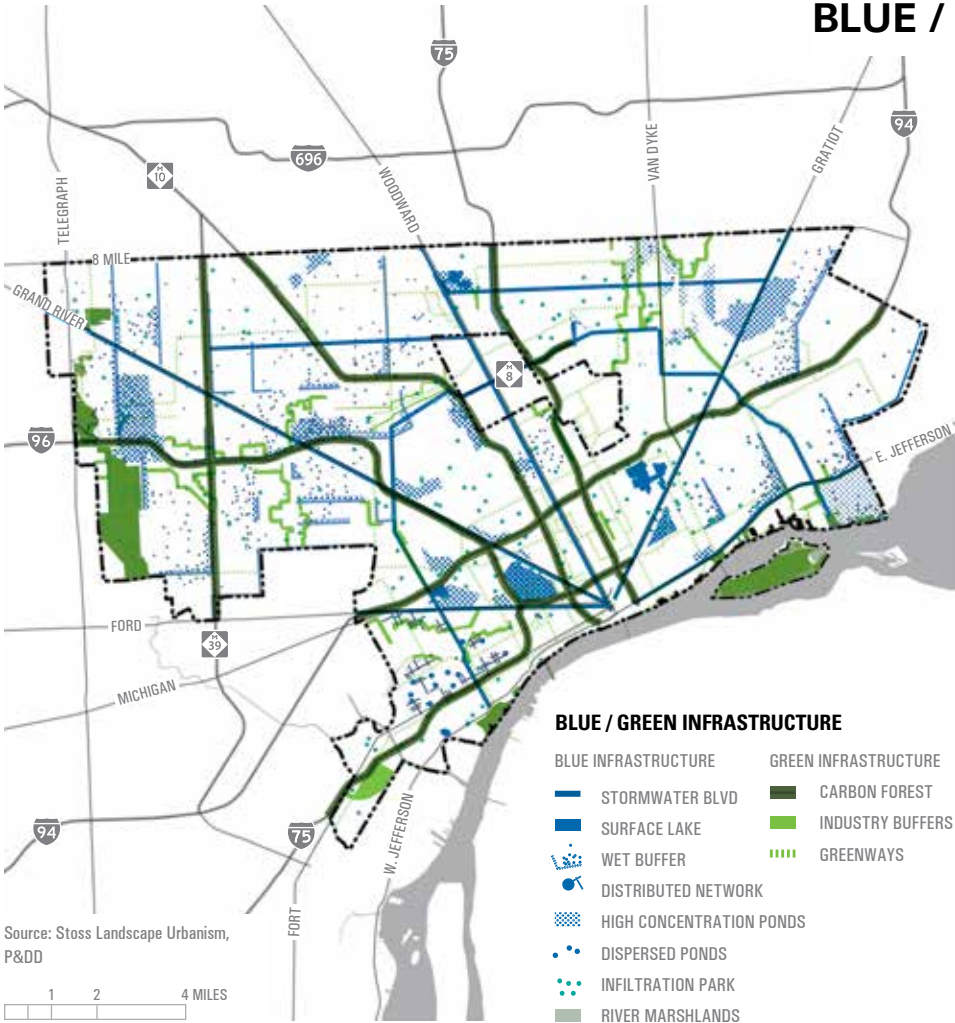 BLUE /
75
94
696
M
10
TELEGRAPH
WOODWARD
VAN DYKE
GRATIOT
8 MILE
GRAND RIVER
M
8
96
E. JEFFERSON
FORD
M
39
MICHIGAN
94
75
W. JEFFERSON
FORT
BLUE / GREEN INFRASTRUCTURE
BLUE INFRASTRUCTURE
STORMWATER BLVD
SURFACE LAKE
WET BUFFER
DISTRIBUTED NETWORK
HIGH CONCENTRATION PONDS
DISPERSED PONDS
INFILTRATION PARK
RIVER MARSHLANDS
GREEN INFRASTRUCTURE
CARBON FOREST
INDUSTRY BUFFERS
GREENWAYS
Source: Stoss Landscape Urbanism,
P&DD
1 2 4 MILES